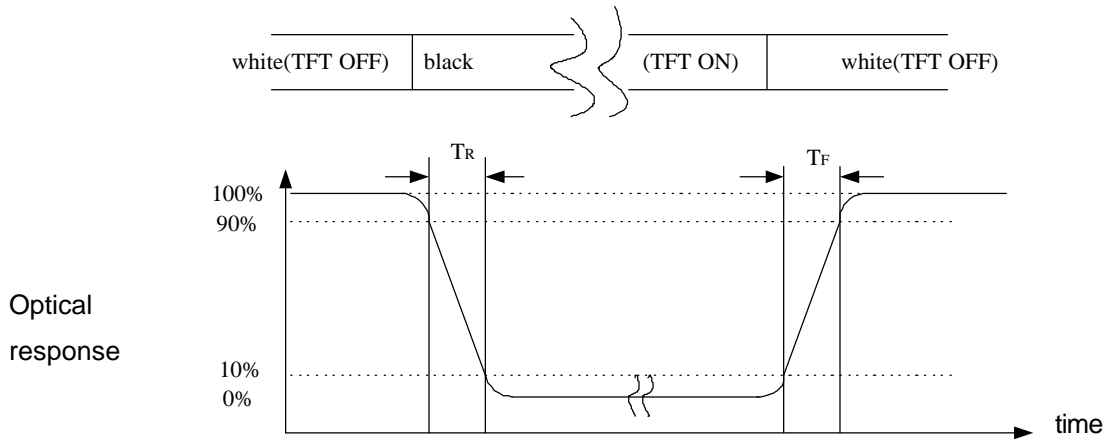 white(TFT OFF) black (TFT ON) white(TFT OFF)
TR TF
100%
90%
Optical
response
10%
0%
time